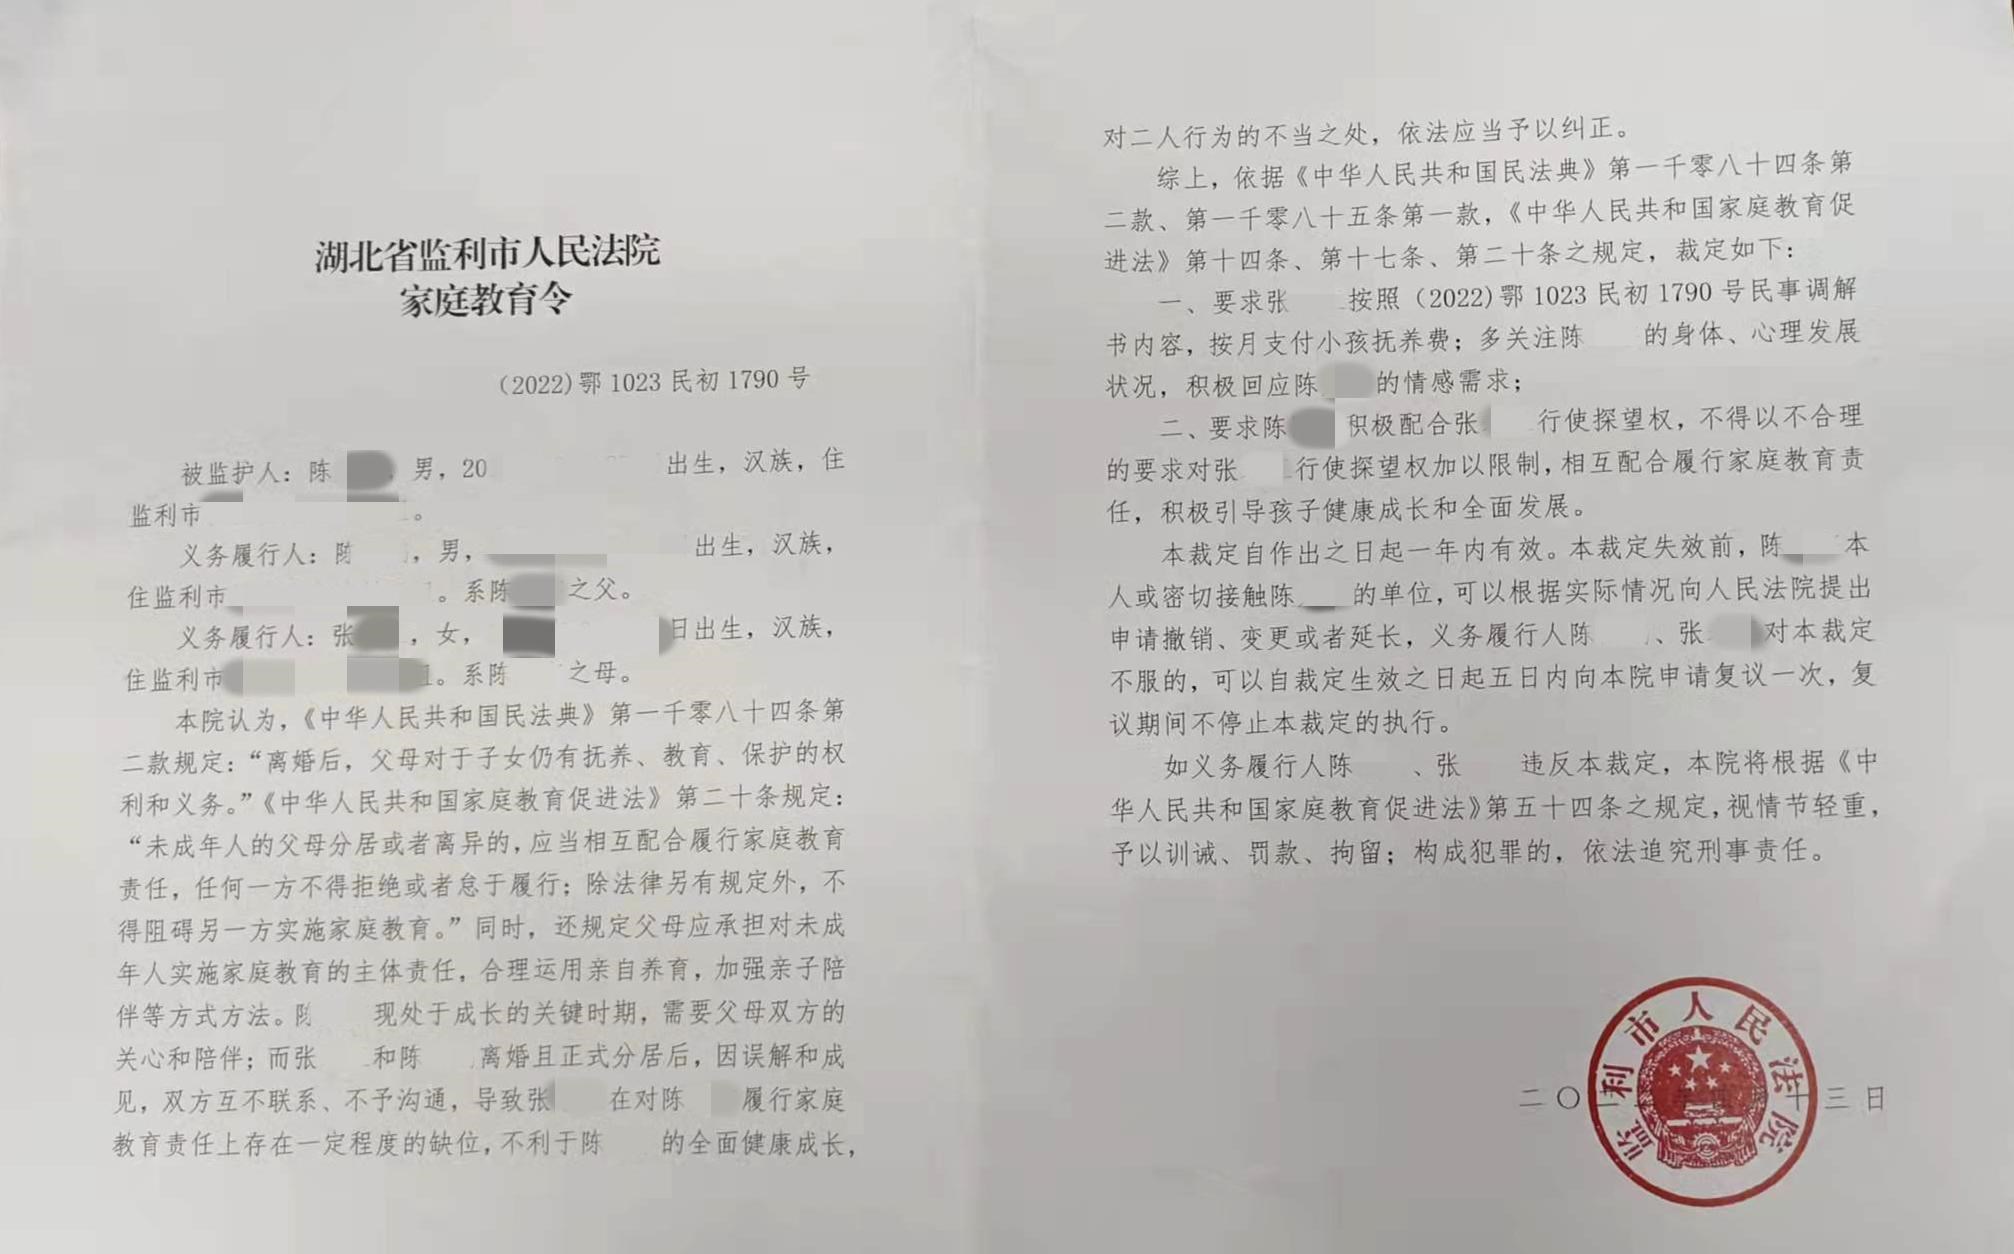 湖北省监利市人民法院
家庭教育令
（2022)鄂 1023 民初 1790 号
被监护人：陈 ，男，20 出生，汉族，住
监利市 。
义务履行人：陈 ，男， 出生，汉族，
住监利市 。系陈 之父。
义务履行人：张 ，女， 日出生，汉族，
住监利市 。系陈 之母。
本院认为，《中华人民共和国民法典》第一千零八十四条第
二款规定：“离婚后，父母对于子女仍有抚养、教育、保护的权
利和义务。”《中华人民共和国家庭教育促进法》第二十条规定：
“未成年人的父母分居或者离异的，应当相互配合履行家庭教育
责任，任何一方不得拒绝或者怠于履行；除法律另有规定外，不
得阻碍另一方实施家庭教育。”同时，还规定父母应承担对未成
年人实施家庭教育的主体责任，合理运用亲自养育，加强亲子陪
伴等方式方法。陈 现处于成长的关键时期，需要父母双方的
关心和陪伴；而张 和陈 离婚且正式分居后，因误解和成
见，双方互不联系、不予沟通，导致张 在对陈 履行家庭
教育责任上存在一定程度的缺位，不利于陈 的全面健康成长，
对二人行为的不当之处，依法应当予以纠正。
综上，依据《中华人民共和国民法典》第一千零八十四条第
二款、第一千零八十五条第一款，《中华人民共和国家庭教育促
进法》第十四条、第十七条、第二十条之规定，裁定如下：
一、要求张 按照（2022)鄂 1023 民初 1790 号民事调解
书内容，按月支付小孩抚养费；多关注陈 的身体、心理发展
状况，积极回应陈 的情感需求；
二、要求陈 积极配合张 行使探望权，不得以不合理
的要求对张 行使探望权加以限制，相互配合履行家庭教育责
任，积极引导孩子健康成长和全面发展。
本裁定自作出之日起一年内有效。本裁定失效前，陈 本
人或密切接触陈 的单位，可以根据实际情况向人民法院提出
申请撤销、变更或者延长，义务履行人陈 、张 对本裁定
不服的，可以自裁定生效之日起五日内向本院申请复议一次，复
议期间不停止本裁定的执行。
如义务履行人陈 、张 违反本裁定，本院将根据《中
华人民共和国家庭教育促进法》第五十四条之规定，视情节轻重，
予以训诫、罚款、拘留；构成犯罪的，依法追究刑事责任。
二〇 十三日
监利市人民法院